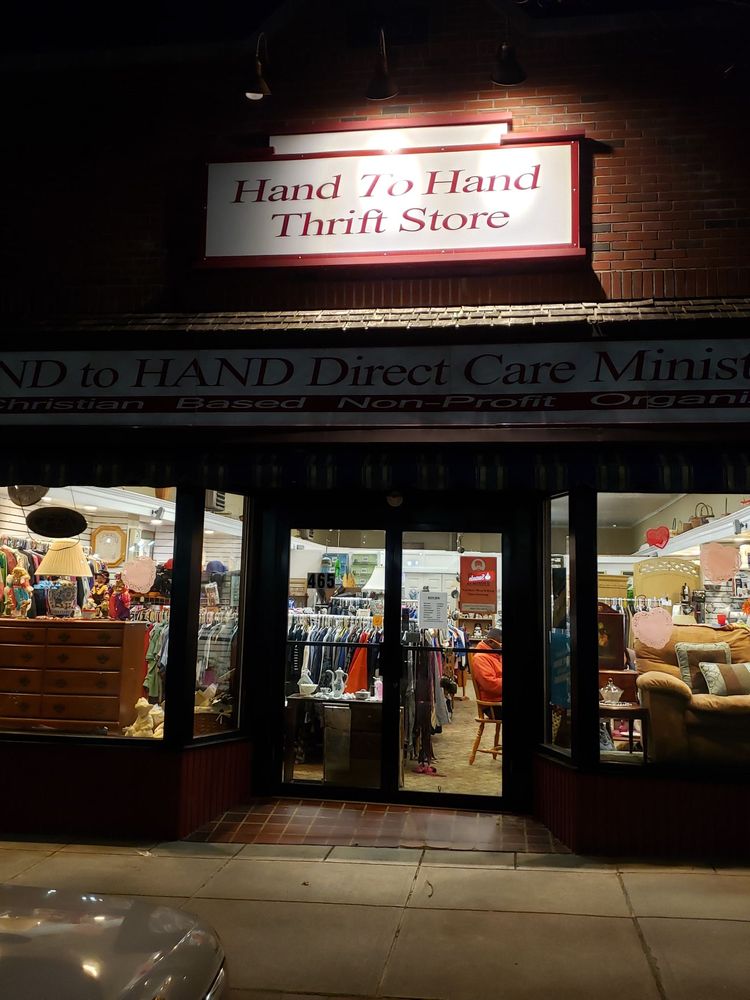 Hand To Hand
Thrift Store
ND to HAND Direct Care Minist
Christian Based Non-Profit Organi
465